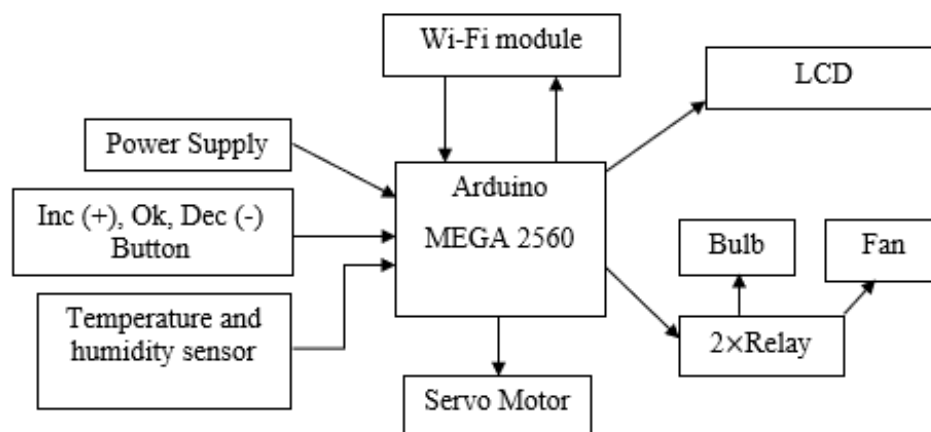 Wi-Fi module
LCD
Power Supply
Arduino
MEGA 2560
Inc (+), Ok, Dec (-)
Button
Bulb
Fan
Temperature and
humidity sensor
2×Relay
Servo Motor